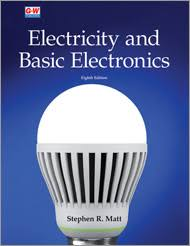 G-W
Electricity and
Basic Electronics
Eighth Edition
Stephen R. Matt